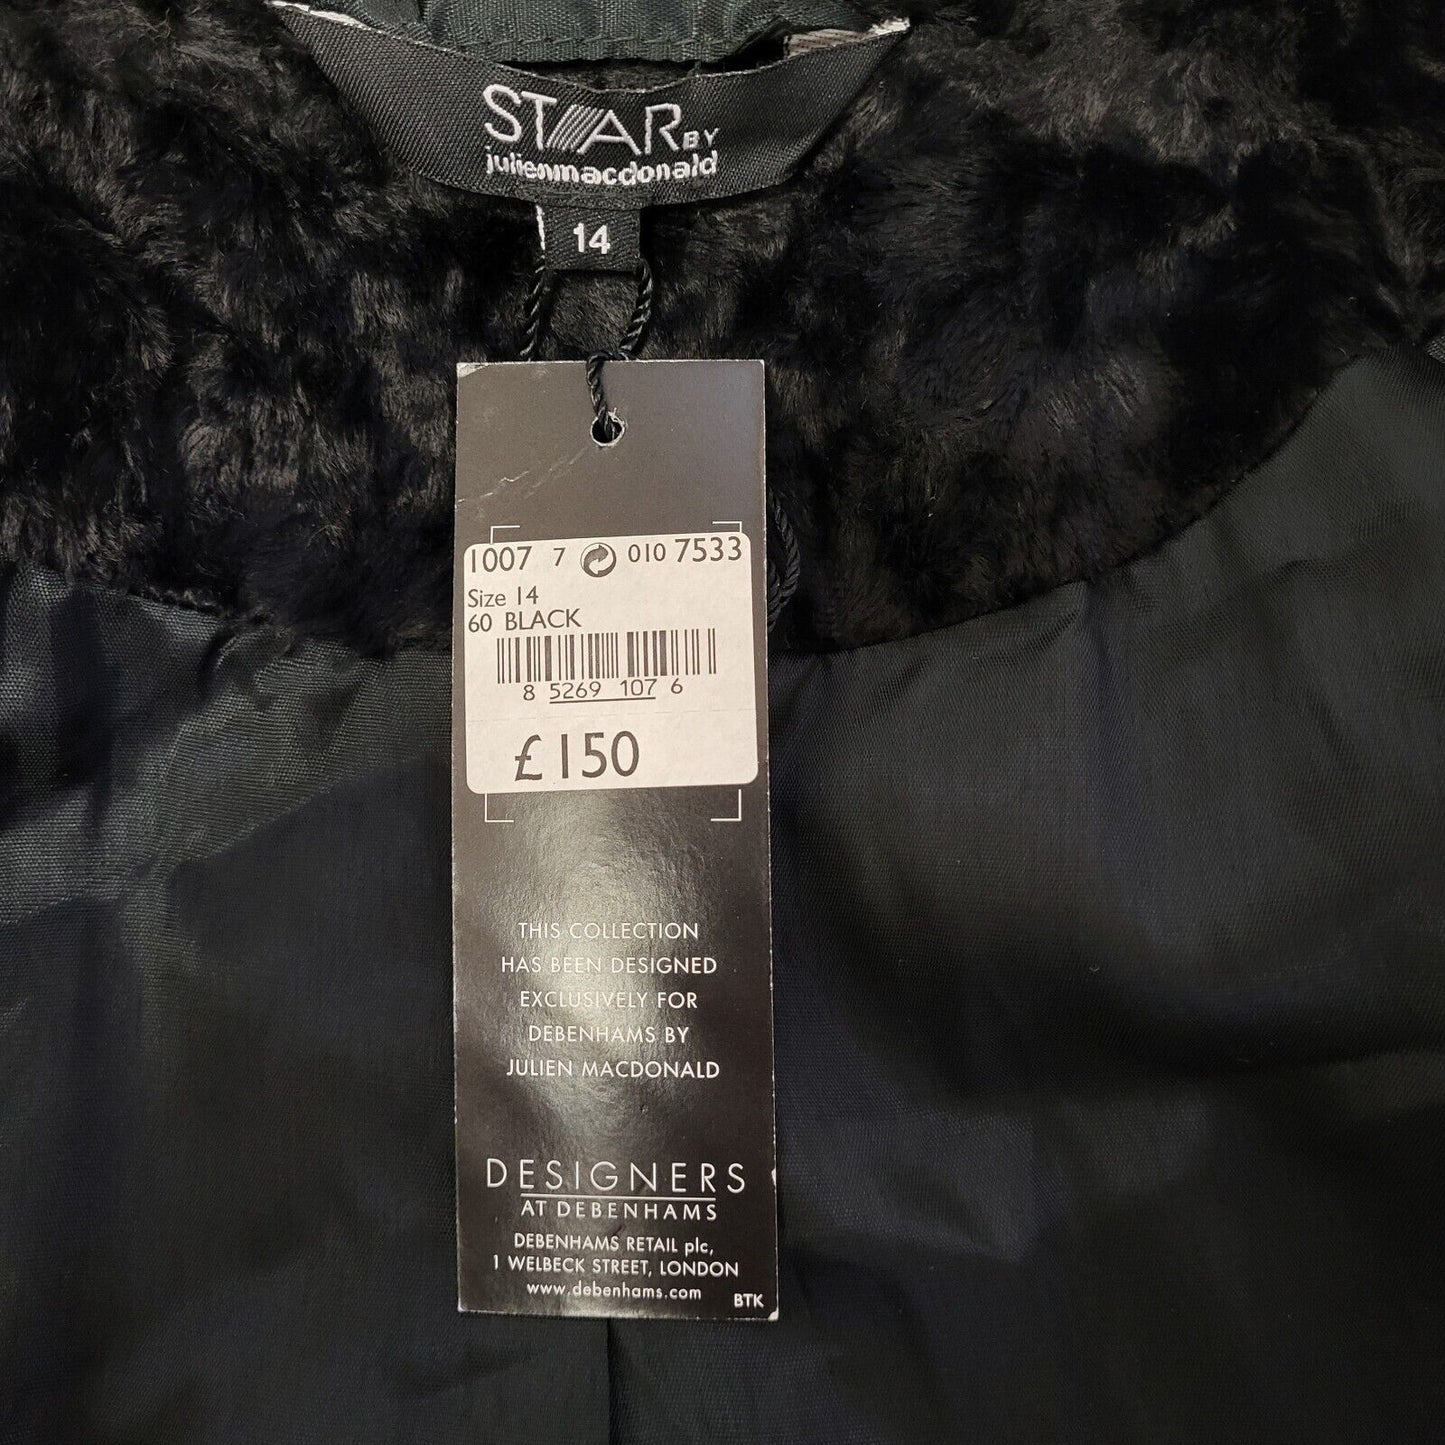 STAR BY
julienmacdonald
14
1007 7 010 7533
Size 14
60 BLACK
8 5269 107 6
£150
THIS COLLECTION
HAS BEEN DESIGNED
EXCLUSIVELY FOR
DEBENHAMS BY
JULIEN MACDONALD
DESIGNERS
AT DEBENHAMS
DEBENHAMS RETAIL plc,
1 WELBECK STREET, LONDON
www.debenhams.com
BTK